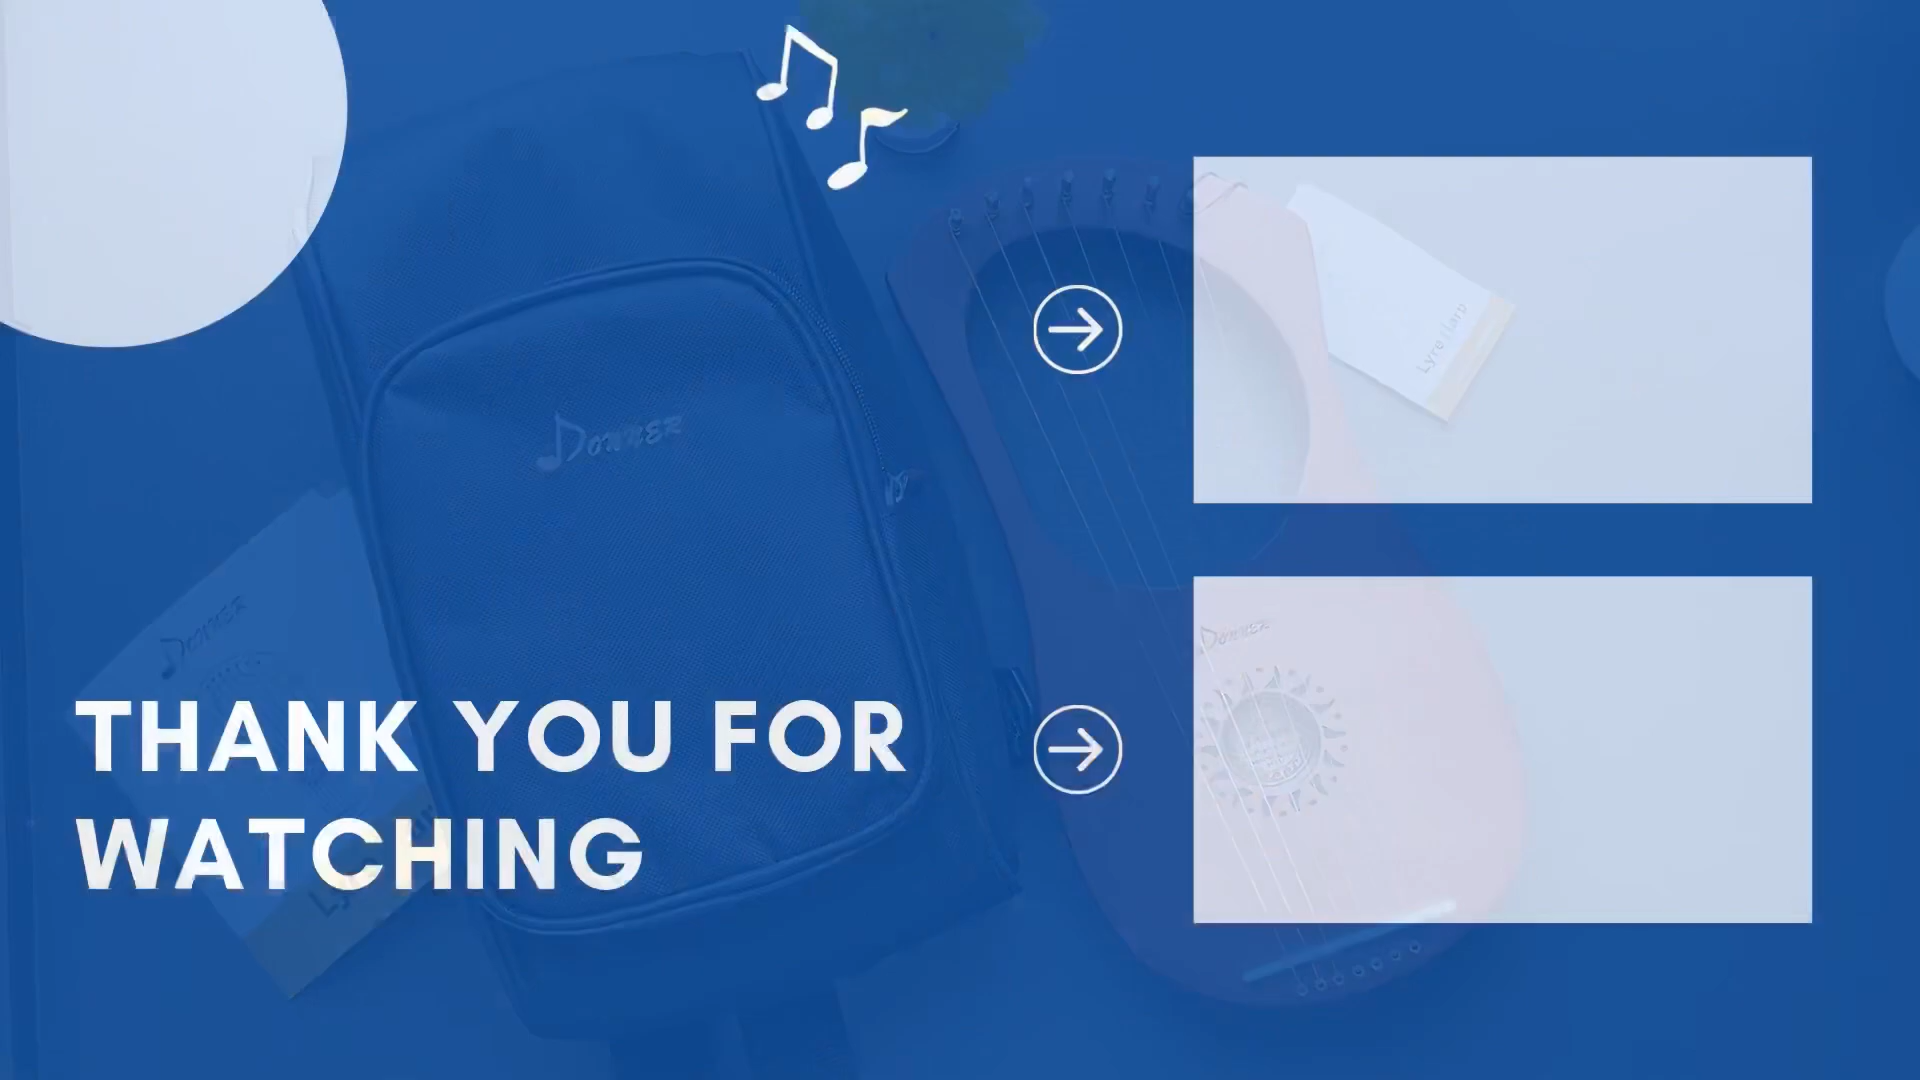 DONNER
Lyre Harp
DONNER
DONNER
THANK YOU FOR
WATCHING